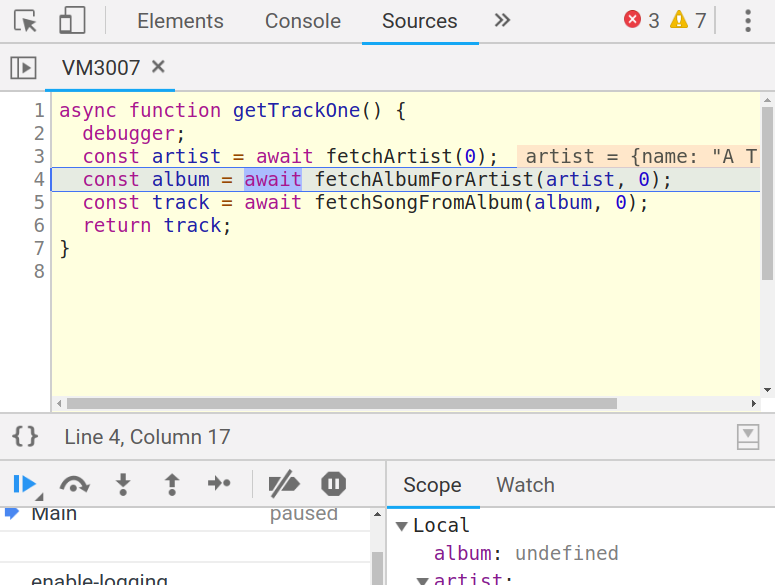 Elements Console Sources 3 7
VM3007
1 async function getTrackOne() {
2 debugger;
3 const artist = await fetchArtist(0); artist = {name: "A T
4 const album = await fetchAlbumForArtist(artist, 0);
5 const track = await fetchSongFromAlbum(album, 0);
6 return track;
7 }
8
{} Line 4, Column 17
Scope Watch
Main paused
Local
album: undefined
enable-logging
artist: